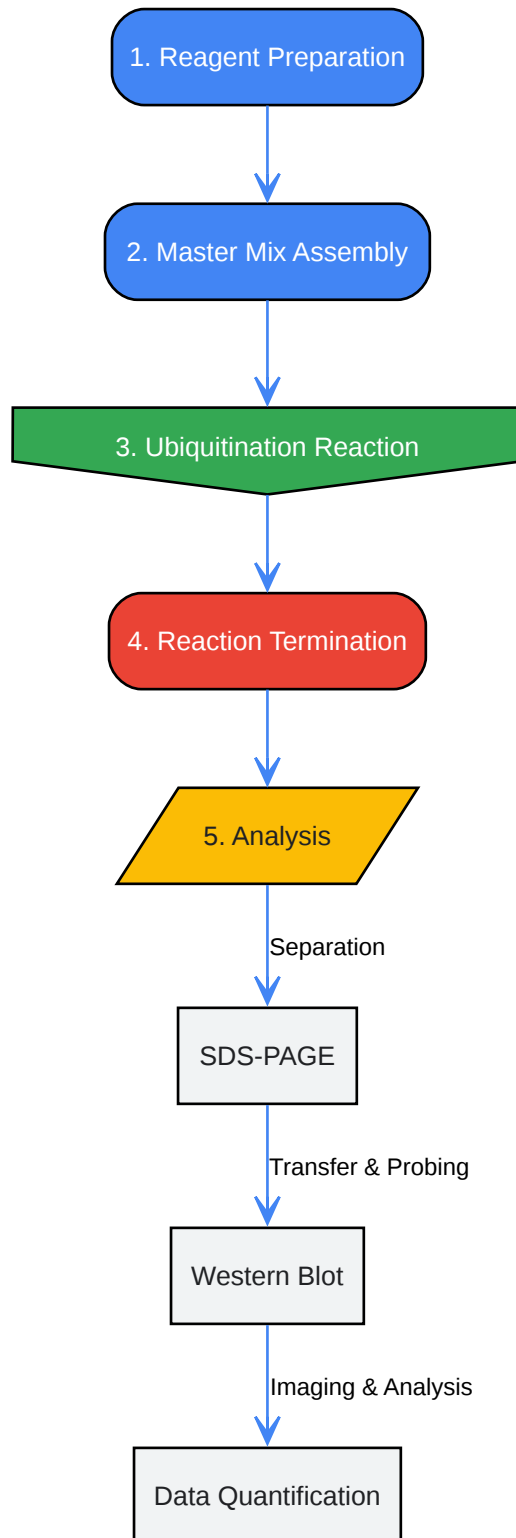 1. Reagent Preparation
2. Master Mix Assembly
3. Ubiquitination Reaction
4. Reaction Termination
5. Analysis
Separation
SDS-PAGE
Transfer & Probing
Western Blot
Imaging & Analysis
Data Quantification